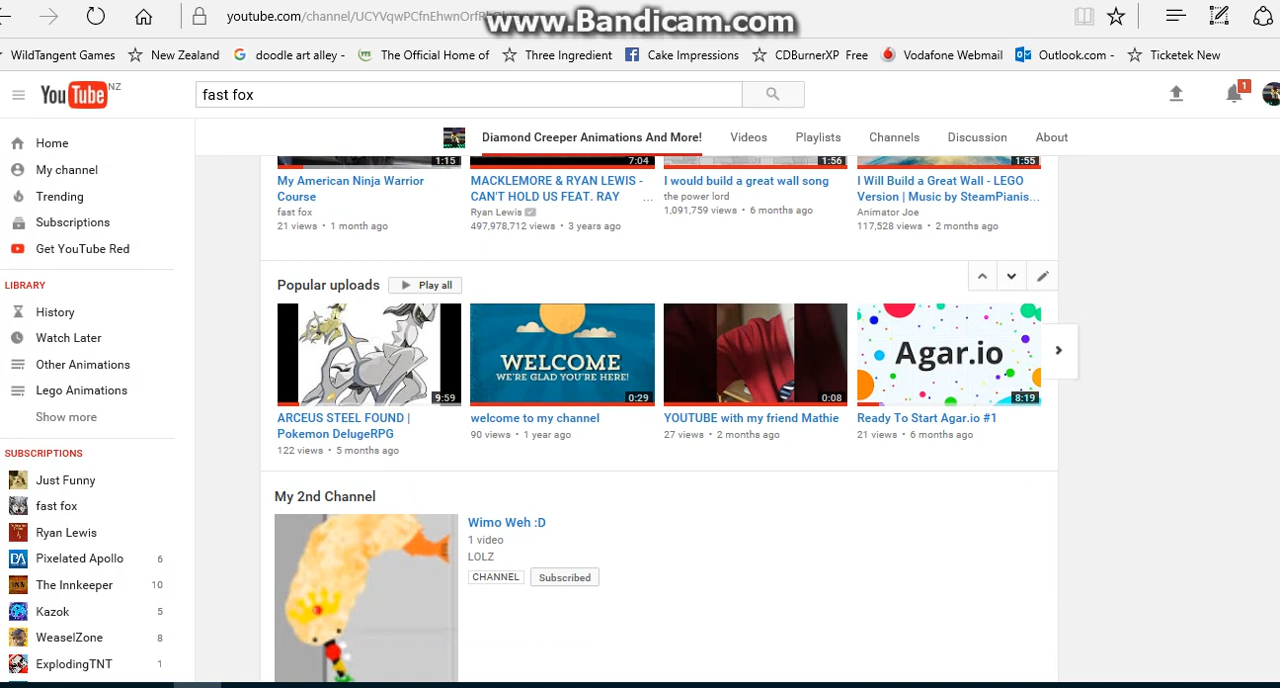 youtube.com/channel/UCYVqwPCfnEhwnOrf
www.Bandicam.com
WildTangent Games
New Zealand
doodle art alley -
The Official Home of
Three Ingredient
Cake Impressions
CDBurnerXP Free
Vodafone Webmail
Outlook.com -
Ticketek New
YouTube NZ
fast fox
1
Diamond Creeper Animations And More!
Videos
Playlists
Channels
Discussion
About
Home
My channel
Trending
Subscriptions
Get YouTube Red
LIBRARY
History
Watch Later
Other Animations
Lego Animations
Show more
SUBSCRIPTIONS
Just Funny
fast fox
Ryan Lewis
Pixelated Apollo 6
The Innkeeper 10
Kazok 5
WeaselZone 8
ExplodingTNT 1
1:15
My American Ninja Warrior
Course
fast fox
21 views • 1 month ago
7:04
MACKLEMORE & RYAN LEWIS -
CAN'T HOLD US FEAT. RAY ...
Ryan Lewis
497,978,712 views • 3 years ago
1:56
I would build a great wall song
the power lord
1,091,759 views • 6 months ago
1:55
I Will Build a Great Wall - LEGO
Version | Music by SteamPianis...
Animator Joe
117,528 views • 2 months ago
Popular uploads
Play all
9:59
ARCEUS STEEL FOUND |
Pokemon DelugeRPG
122 views • 5 months ago
WELCOME
WE'RE GLAD YOU'RE HERE!
0:29
welcome to my channel
90 views • 1 year ago
0:08
YOUTUBE with my friend Mathie
27 views • 2 months ago
Agar.io
8:19
Ready To Start Agar.io #1
21 views • 6 months ago
My 2nd Channel
Wimo Weh :D
1 video
LOLZ
CHANNEL
Subscribed